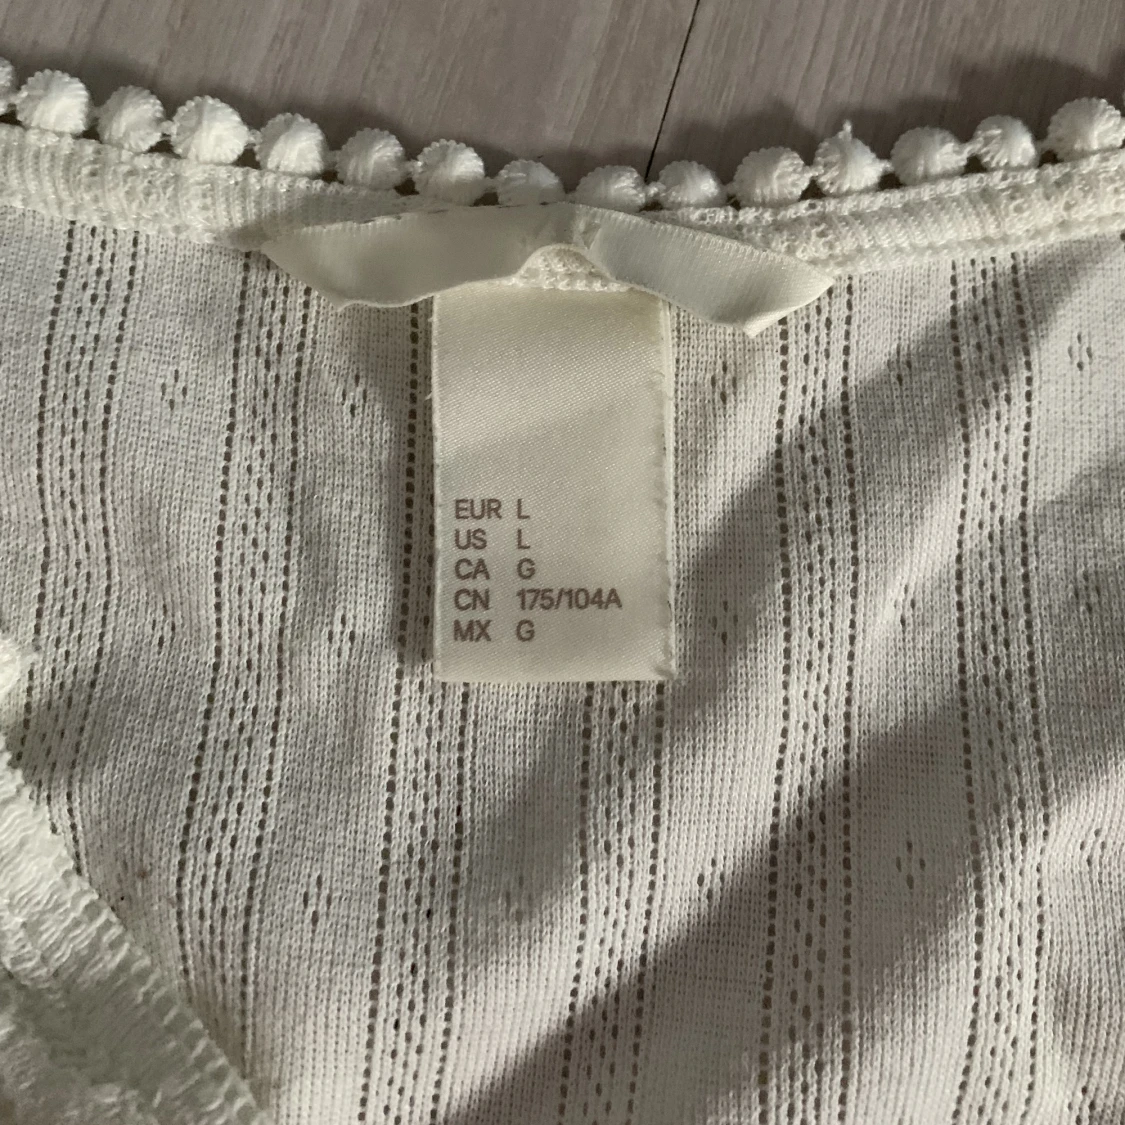 EUR L
US L
CA G
CN 175/104A
MX G